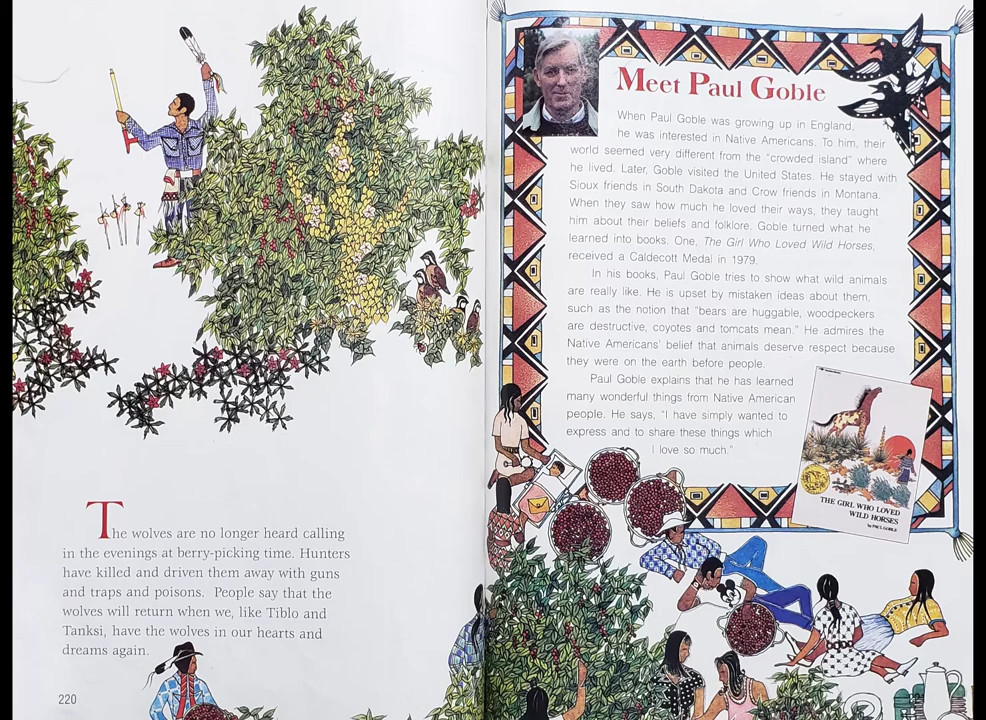 The wolves are no longer heard calling
in the evenings at berry-picking time. Hunters
have killed and driven them away with guns
and traps and poisons. People say that the
wolves will return when we, like Tiblo and
Tanksi, have the wolves in our hearts and
dreams again.
220
Meet Paul Goble
When Paul Goble was growing up in England,
he was interested in Native Americans. To him, their
world seemed very different from the "crowded island" where
he lived. Later, Goble visited the United States. He stayed with
Sioux friends in South Dakota and Crow friends in Montana.
When they saw how much he loved their ways, they taught
him about their beliefs and folklore. Goble turned what he
learned into books. One, The Girl Who Loved Wild Horses,
received a Caldecott Medal in 1979.
In his books, Paul Goble tries to show what wild animals
are really like. He is upset by mistaken ideas about them,
such as the notion that "bears are huggable, woodpeckers
are destructive, coyotes and tomcats mean." He admires the
Native Americans' belief that animals deserve respect because
they were on the earth before people.
Paul Goble explains that he has learned
many wonderful things from Native American
people. He says, "I have simply wanted to
express and to share these things which
I love so much."
THE GIRL WHO LOVED
WILD HORSES
by PAUL GOBLE